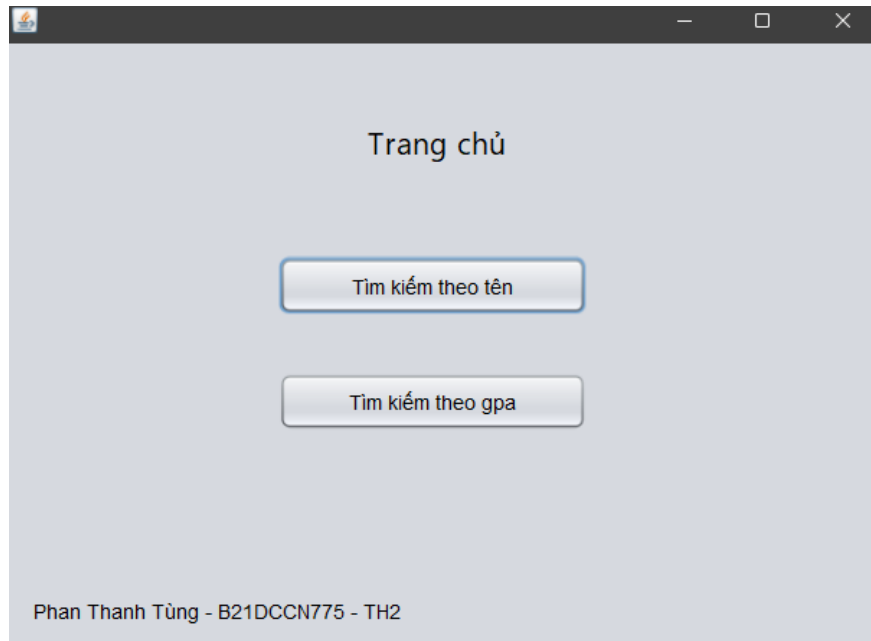 Trang chủ
Tìm kiếm theo tên
Tìm kiếm theo gpa
Phan Thanh Tùng - B21DCCN775 - TH2